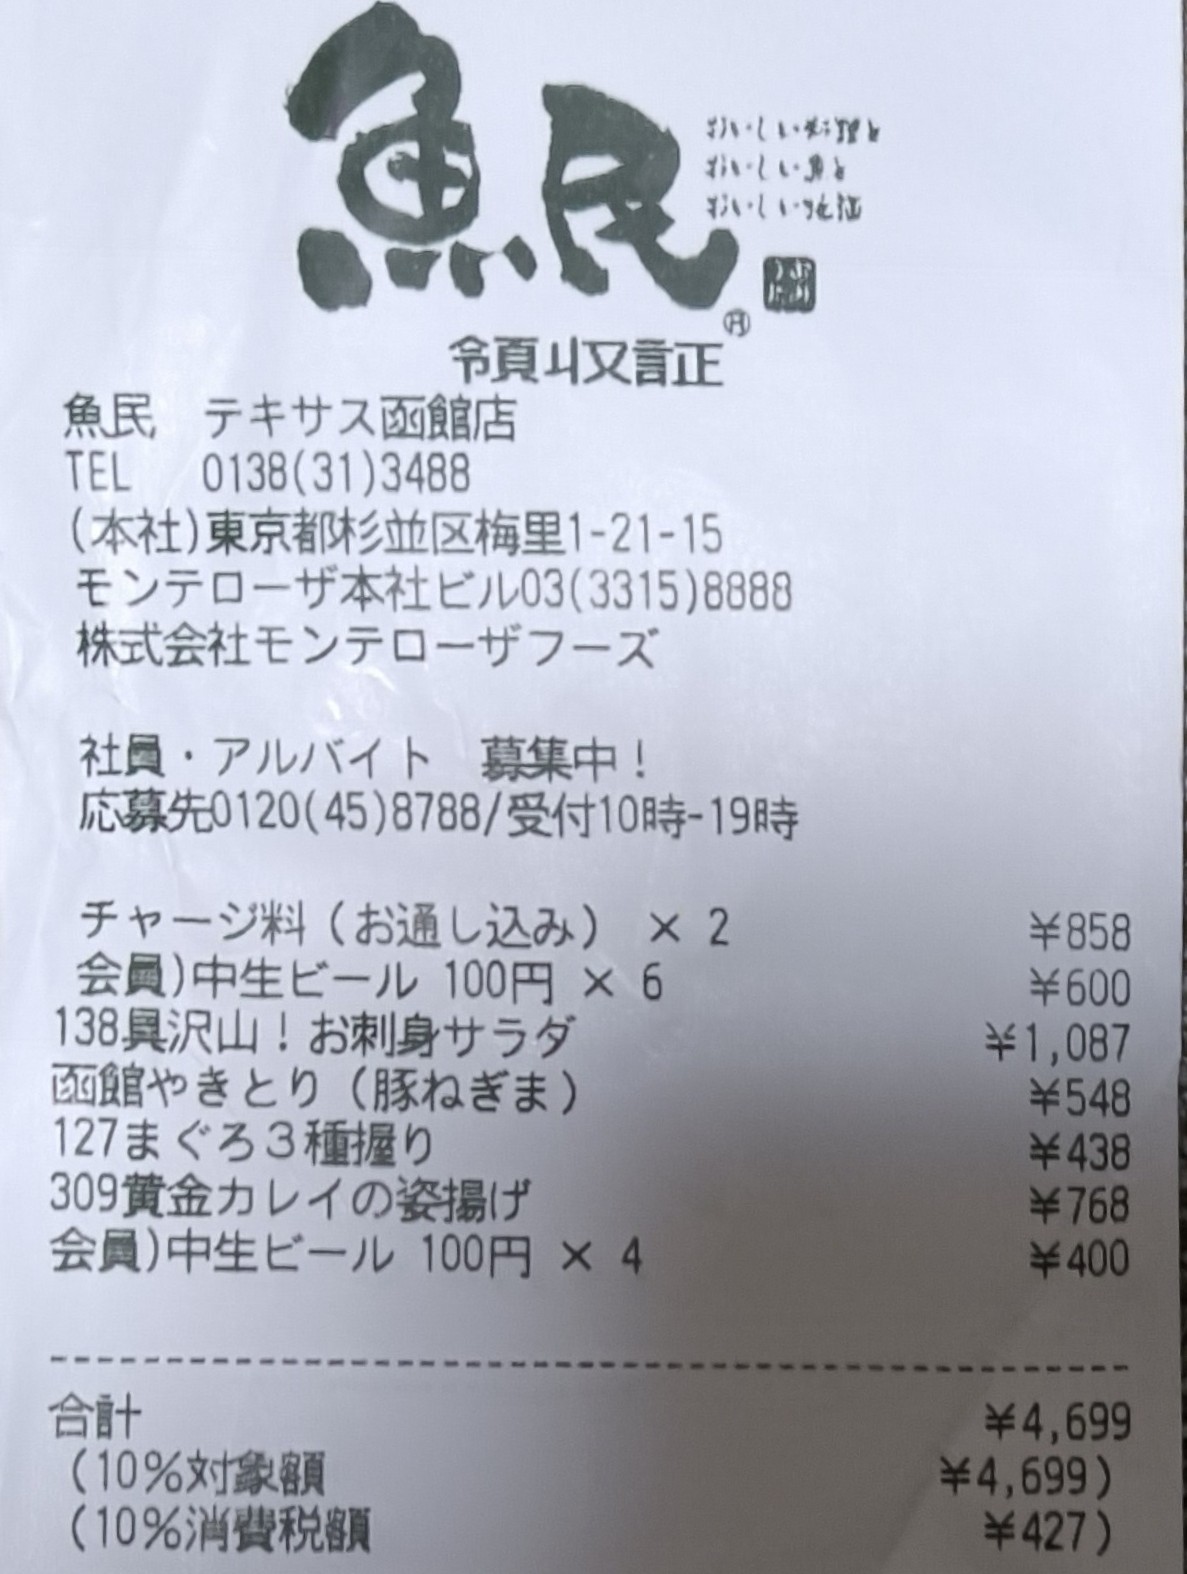 魚民
おいしい料理と
おいしい魚と
おいしい地酒
®
領収証
魚民 テキサス函館店
TEL 0138(31)3488
(本社)東京都杉並区梅里1-21-15
モンテローザ本社ビル03(3315)8888
株式会社モンテローザフーズ
社員・アルバイト 募集中!
応募先0120(45)8788/受付10時-19時
チャージ料(お通し込み) × 2 ¥858
会員)中生ビール 100円 × 6 ¥600
138具沢山!お刺身サラダ ¥1,087
函館やきとり(豚ねぎま) ¥548
127まぐろ3種握り ¥438
309黄金カレイの姿揚げ ¥768
会員)中生ビール 100円 × 4 ¥400
合計 ¥4,699
(10%対象額 ¥4,699)
(10%消費税額 ¥427)